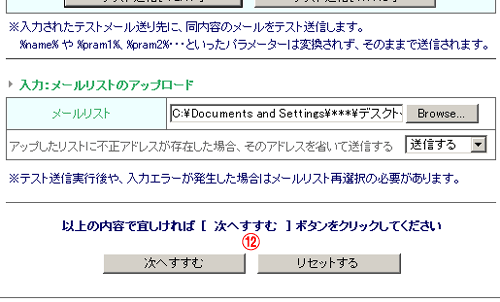 ※入力されたテストメール送り先に、同内容のメールをテスト送信します。
%name% や %pram1%、%pram2%･･･といったパラメーターは変換されず、そのままで送信されます。
入力：メールリストのアップロード
メールリスト C:¥Documents and Settings¥***¥デスクト Browse...
アップしたリストに不正アドレスが存在した場合、そのアドレスを省いて送信する 送信する
※テスト送信実行後や、入力エラーが発生した場合はメールリスト再選択の必要があります。
以上の内容で宜しければ [ 次へすすむ ] ボタンをクリックしてください
⑫
次へすすむ リセットする